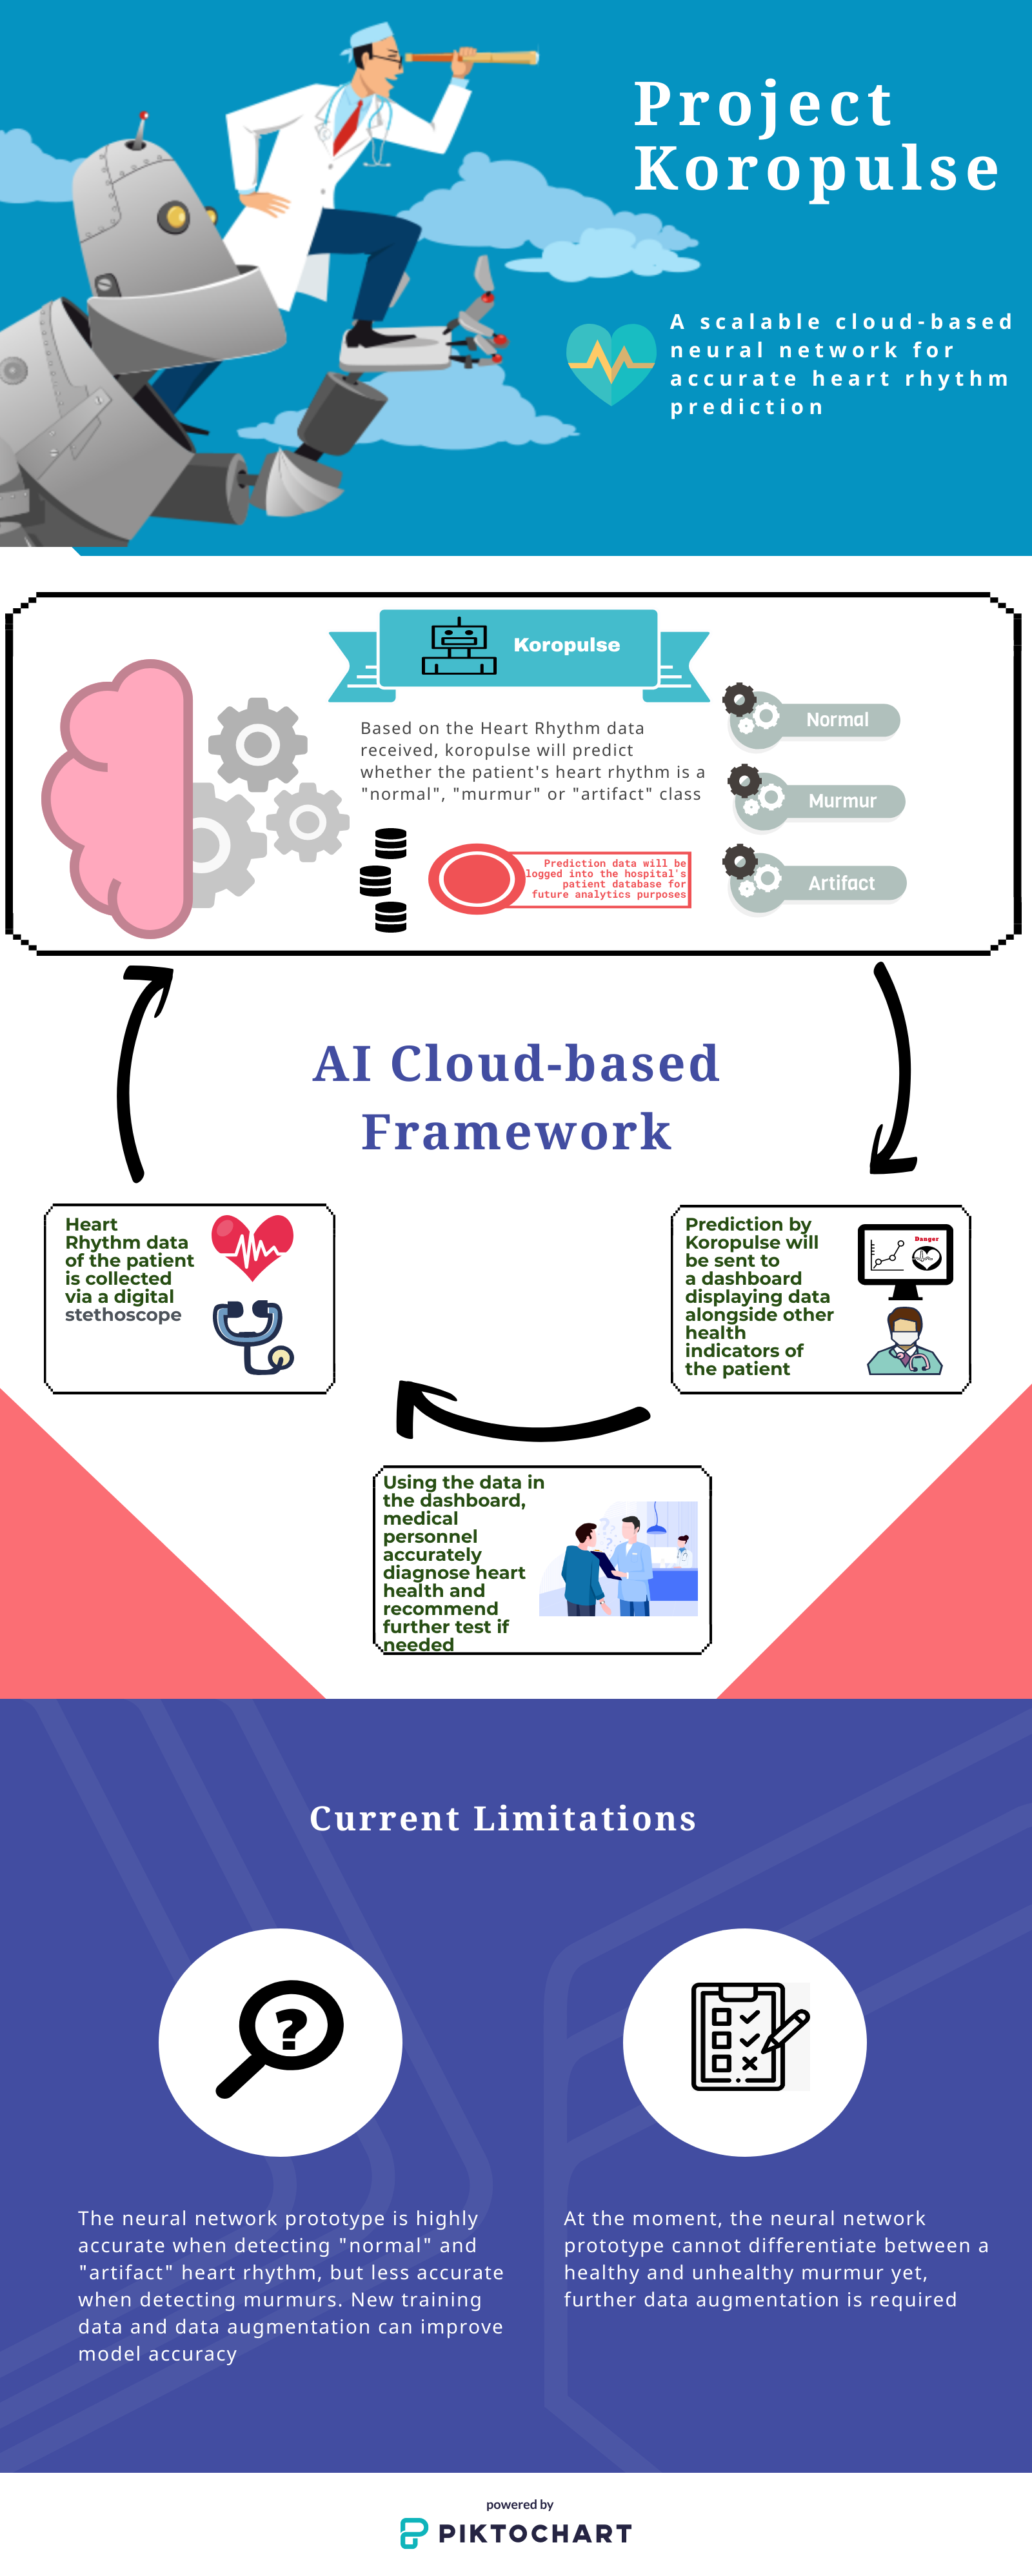 Project
Koropulse
A scalable cloud-based
neural network for
accurate heart rhythm
prediction
Koropulse
Based on the Heart Rhythm data
received, koropulse will predict
whether the patient's heart rhythm is a
"normal", "murmur" or "artifact" class
Prediction data will be
logged into the hospital's
patient database for
future analytics purposes
Normal
Murmur
Artifact
AI Cloud-based
Framework
Heart
Rhythm data
of the patient
is collected
via a digital
stethoscope
Prediction by
Koropulse will
be sent to
a dashboard
displaying data
alongside other
health
indicators of
the patient
Danger
Using the data in
the dashboard,
medical
personnel
accurately
diagnose heart
health and
recommend
further test if
needed
Current Limitations
?
The neural network prototype is highly
accurate when detecting "normal" and
"artifact" heart rhythm, but less accurate
when detecting murmurs. New training
data and data augmentation can improve
model accuracy
At the moment, the neural network
prototype cannot differentiate between a
healthy and unhealthy murmur yet,
further data augmentation is required
powered by
PIKTOCHART